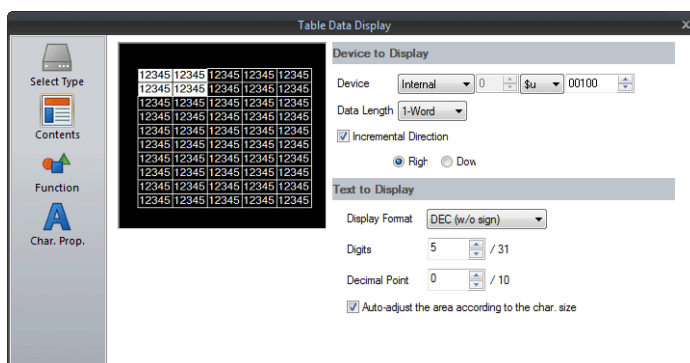 Table Data Display
Select Type
Contents
Function
Char. Prop.
12345 12345 12345 12345 12345
12345 12345 12345 12345 12345
12345 12345 12345 12345 12345
12345 12345 12345 12345 12345
12345 12345 12345 12345 12345
12345 12345 12345 12345 12345
12345 12345 12345 12345 12345
12345 12345 12345 12345 12345
12345 12345 12345 12345 12345
12345 12345 12345 12345 12345
Device to Display
Device Internal 0 $u 00100
Data Length 1-Word
Incremental Direction
Righ Dow
Text to Display
Display Format DEC (w/o sign)
Digits 5 / 31
Decimal Point 0 / 10
Auto-adjust the area according to the char. size